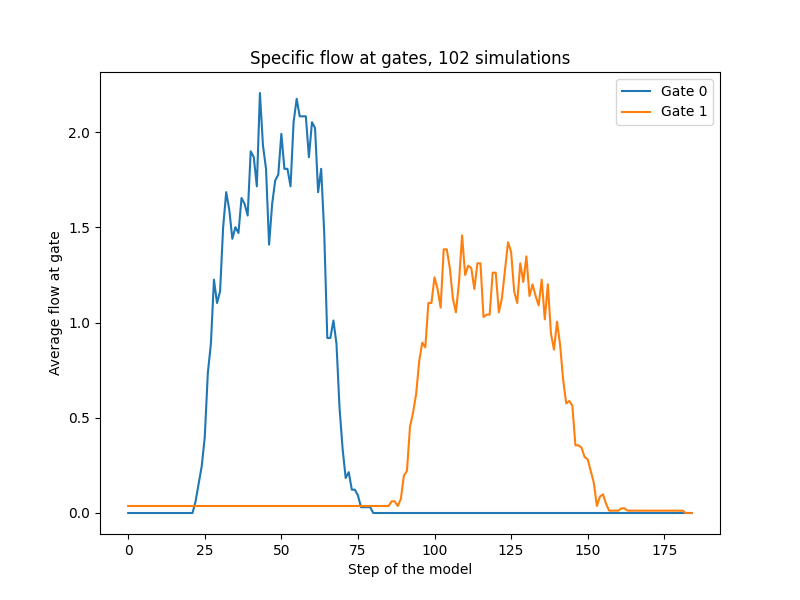 Specific flow at gates, 102 simulations
Gate 0
Gate 1
Average flow at gate
2.0
1.5
1.0
0.5
0.0
0 25 50 75 100 125 150 175
Step of the model